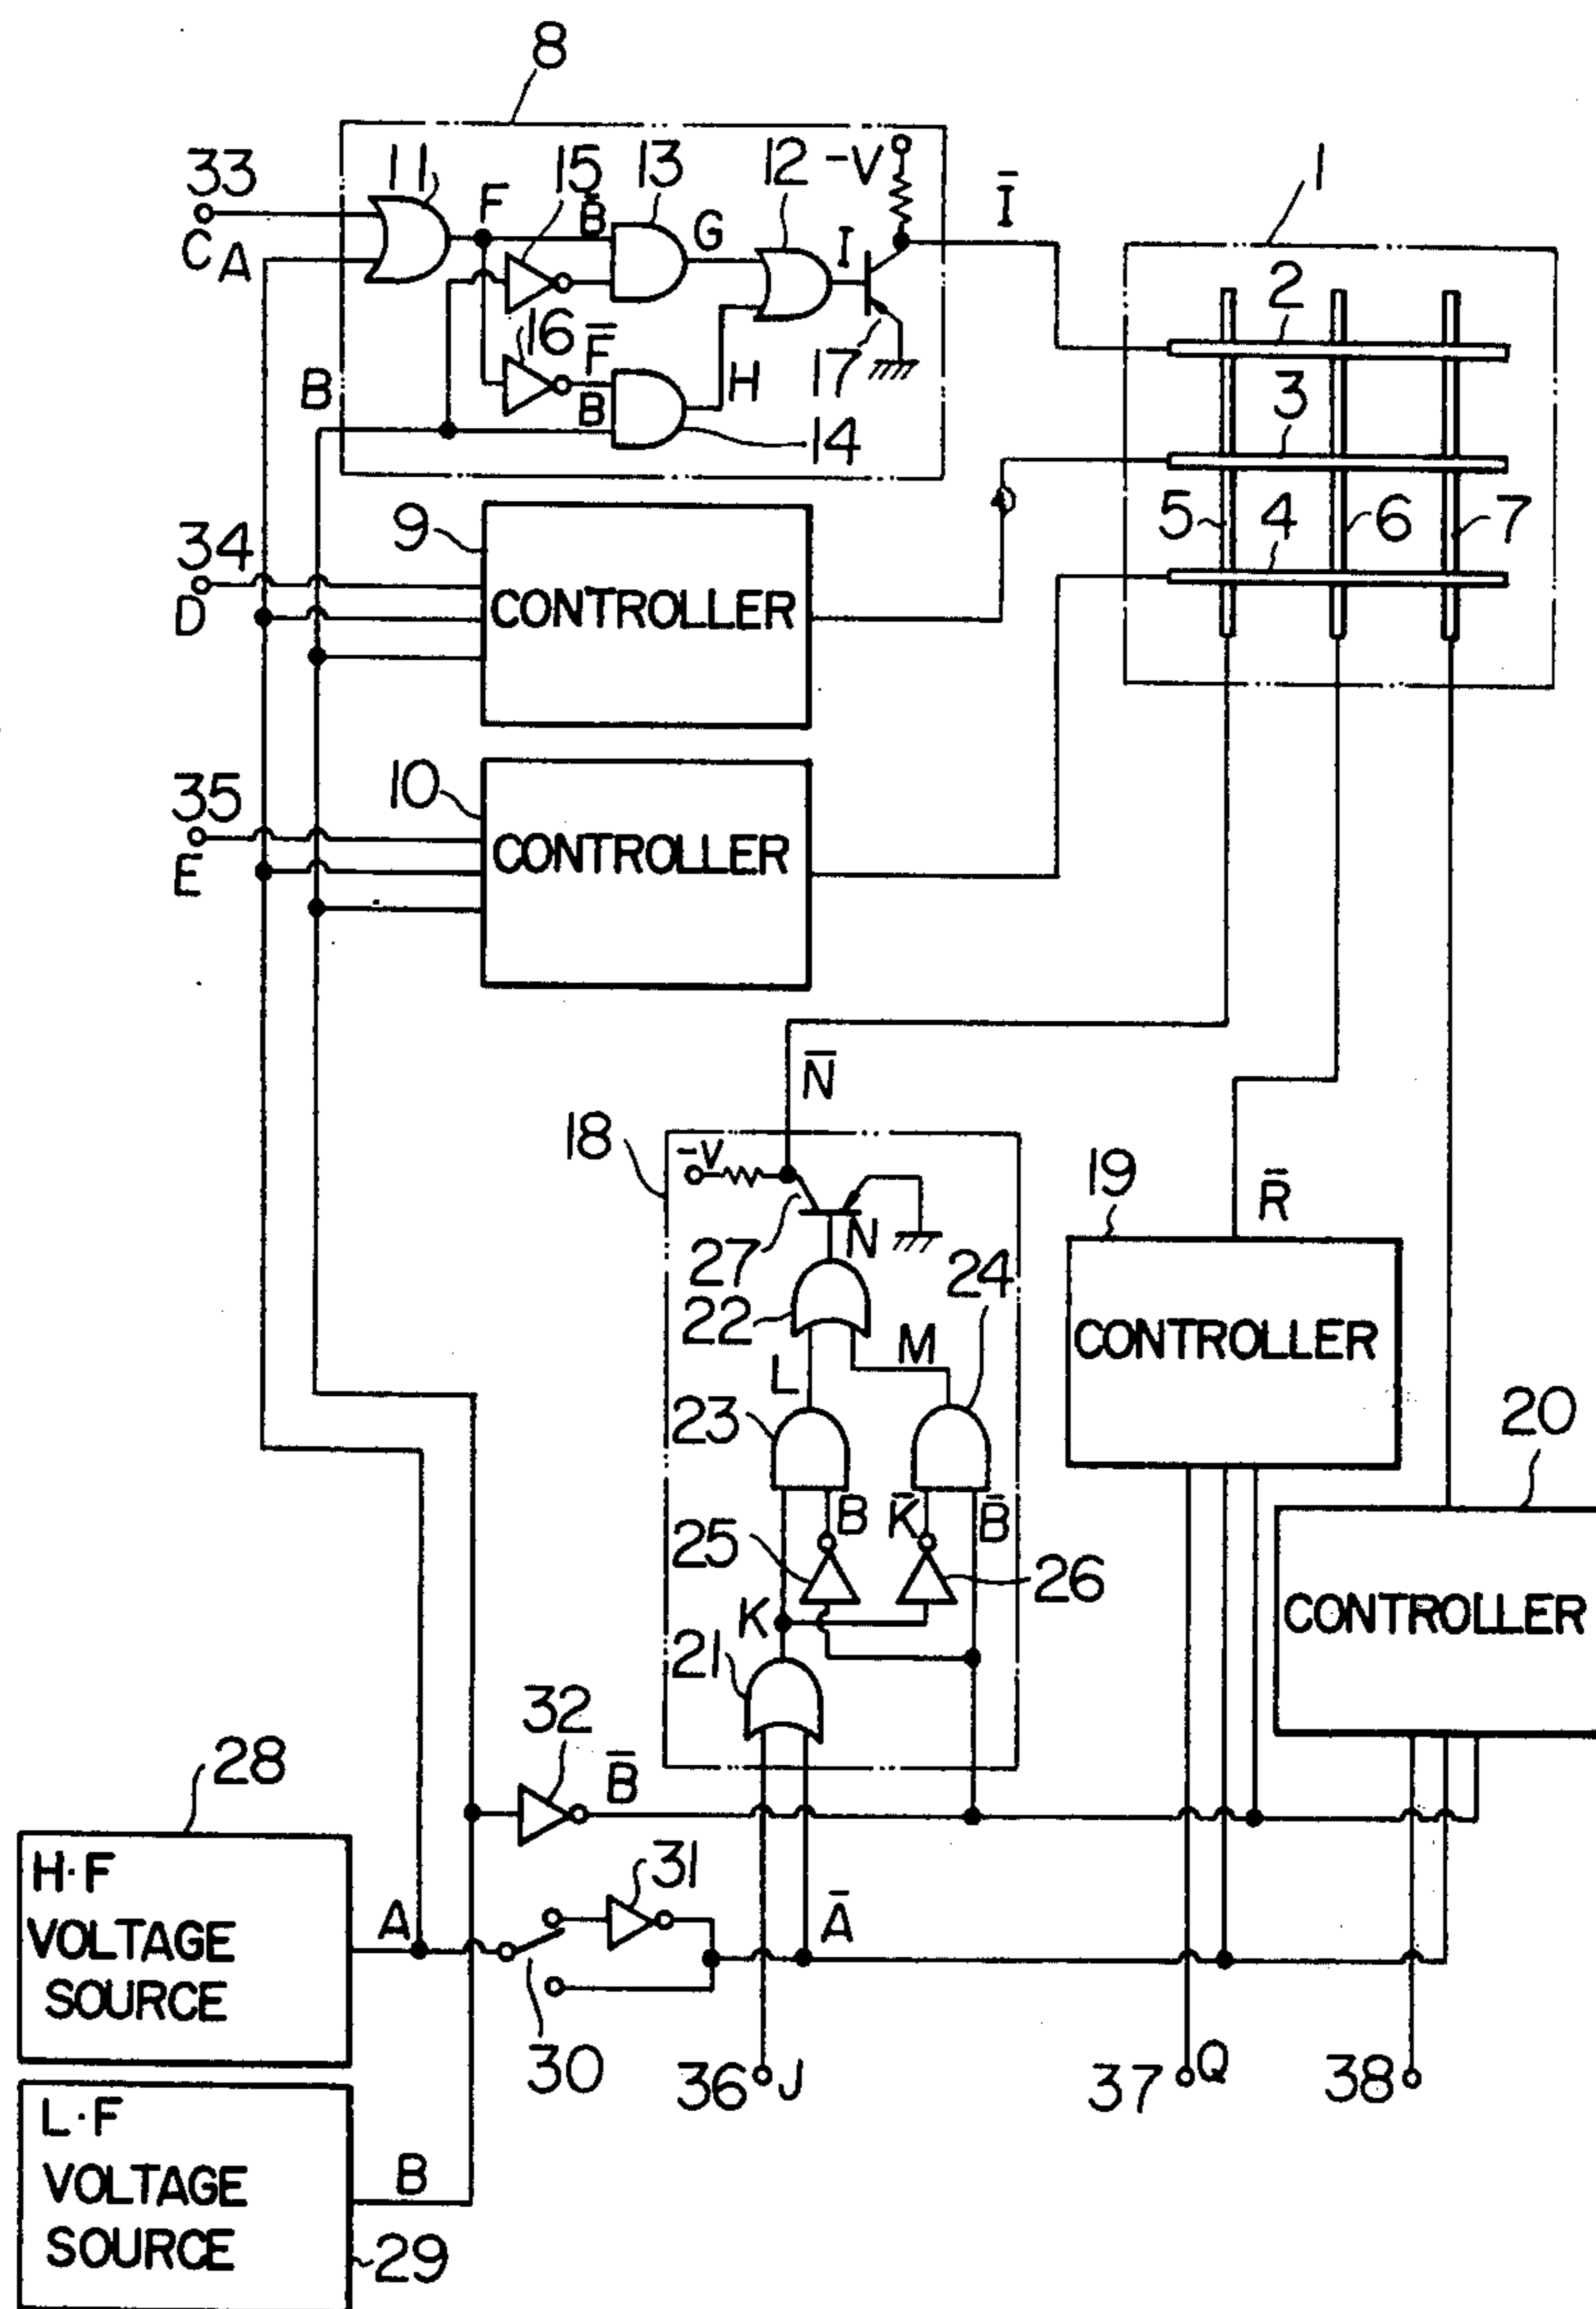 8
33
C
A
11
F
15
B̄
13
G
12
-V
I
Ī
1
16
F̄
B
B
H
17
14
2
3
5
4
6
7
34
D
9
CONTROLLER
35
E
10
CONTROLLER
N̄
18
-V
27
N
22
24
M
L
23
19
R̄
CONTROLLER
20
B
K̄
B̄
25
26
K
21
CONTROLLER
32
B̄
28
H·F
VOLTAGE
SOURCE
A
31
Ā
30
36
J
37
Q
38
L·F
VOLTAGE
SOURCE
B
29